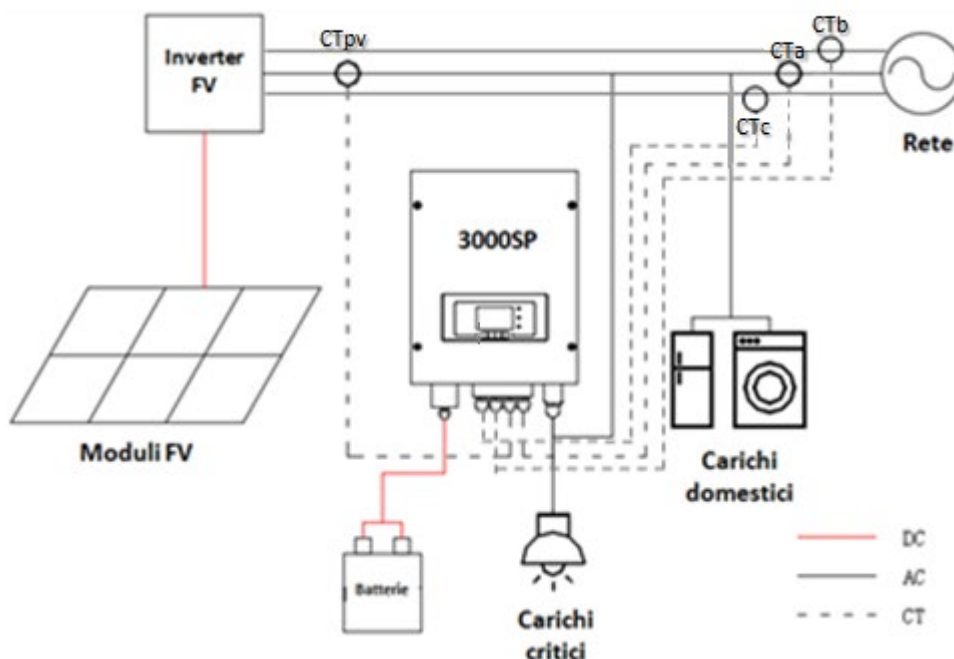 CTb
CTpv
CTa
Inverter
FV
CTc
Rete
3000SP
Moduli FV
Carichi
domestici
Batterie
Carichi
critici
DC
AC
CT